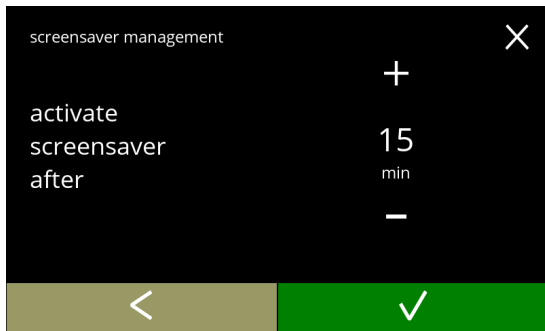 screensaver management
activate
screensaver
after
+
15
min
-